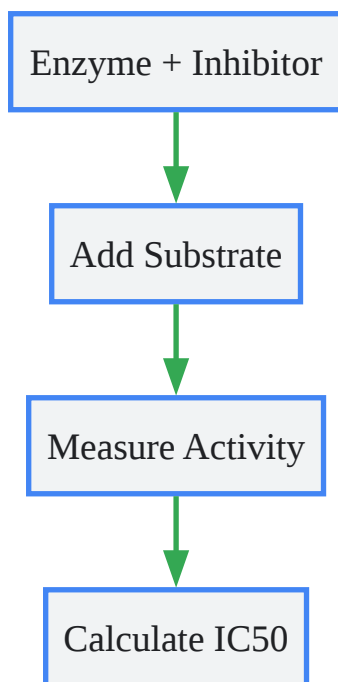 Enzyme + Inhibitor
Add Substrate
Measure Activity
Calculate IC50